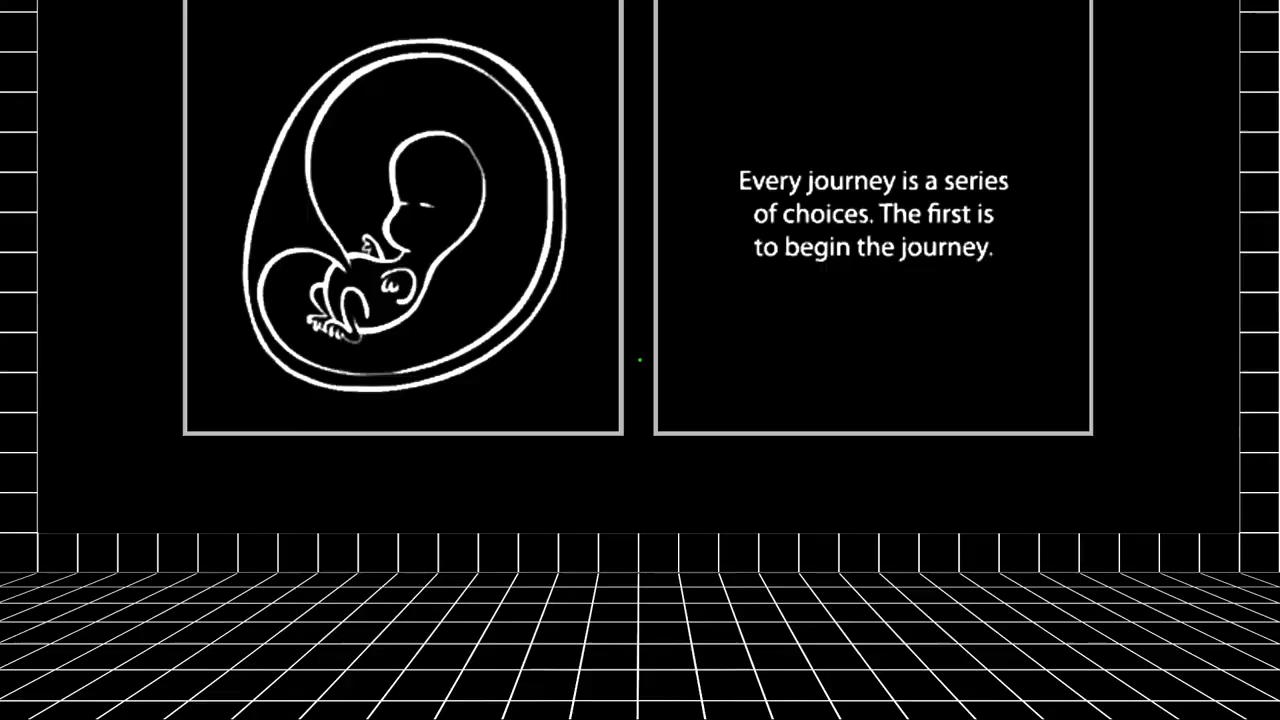 Every journey is a series
of choices. The first is
to begin the journey.